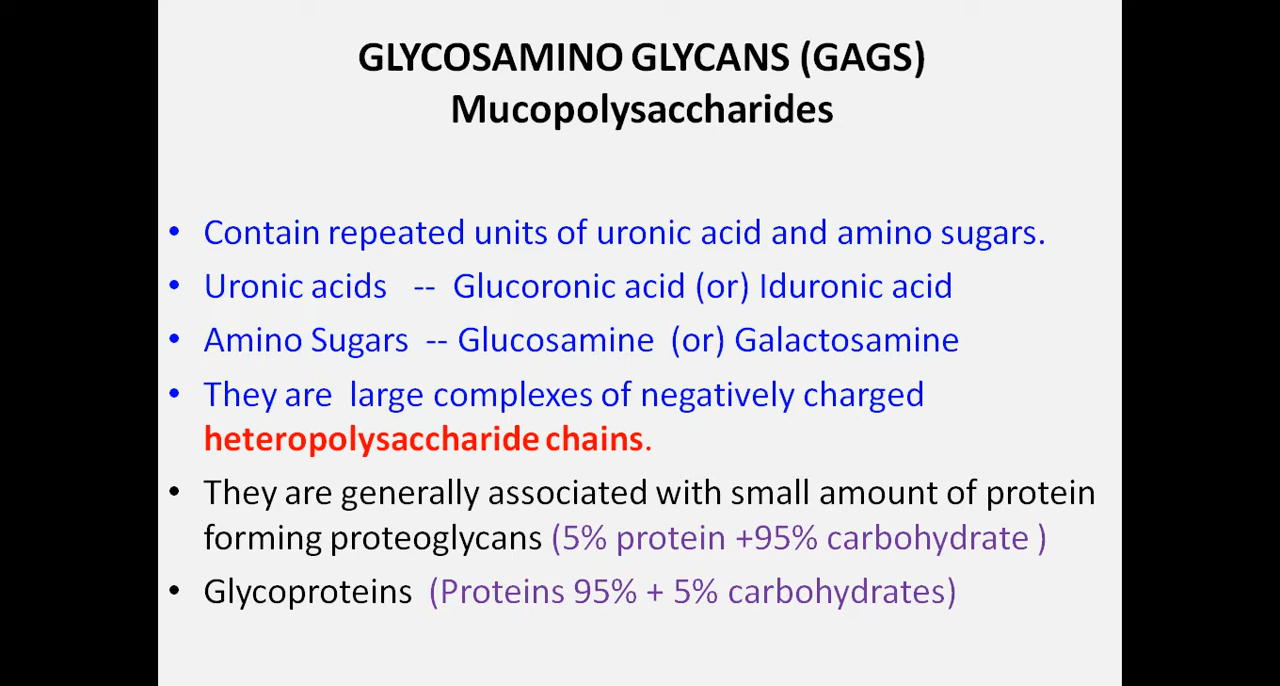 GLYCOSAMINO GLYCANS (GAGS)
Mucopolysaccharides
• Contain repeated units of uronic acid and amino sugars.
• Uronic acids -- Glucoronic acid (or) Iduronic acid
• Amino Sugars -- Glucosamine (or) Galactosamine
• They are large complexes of negatively charged
heteropolysaccharide chains.
• They are generally associated with small amount of protein
forming proteoglycans (5% protein +95% carbohydrate )
• Glycoproteins (Proteins 95% + 5% carbohydrates)